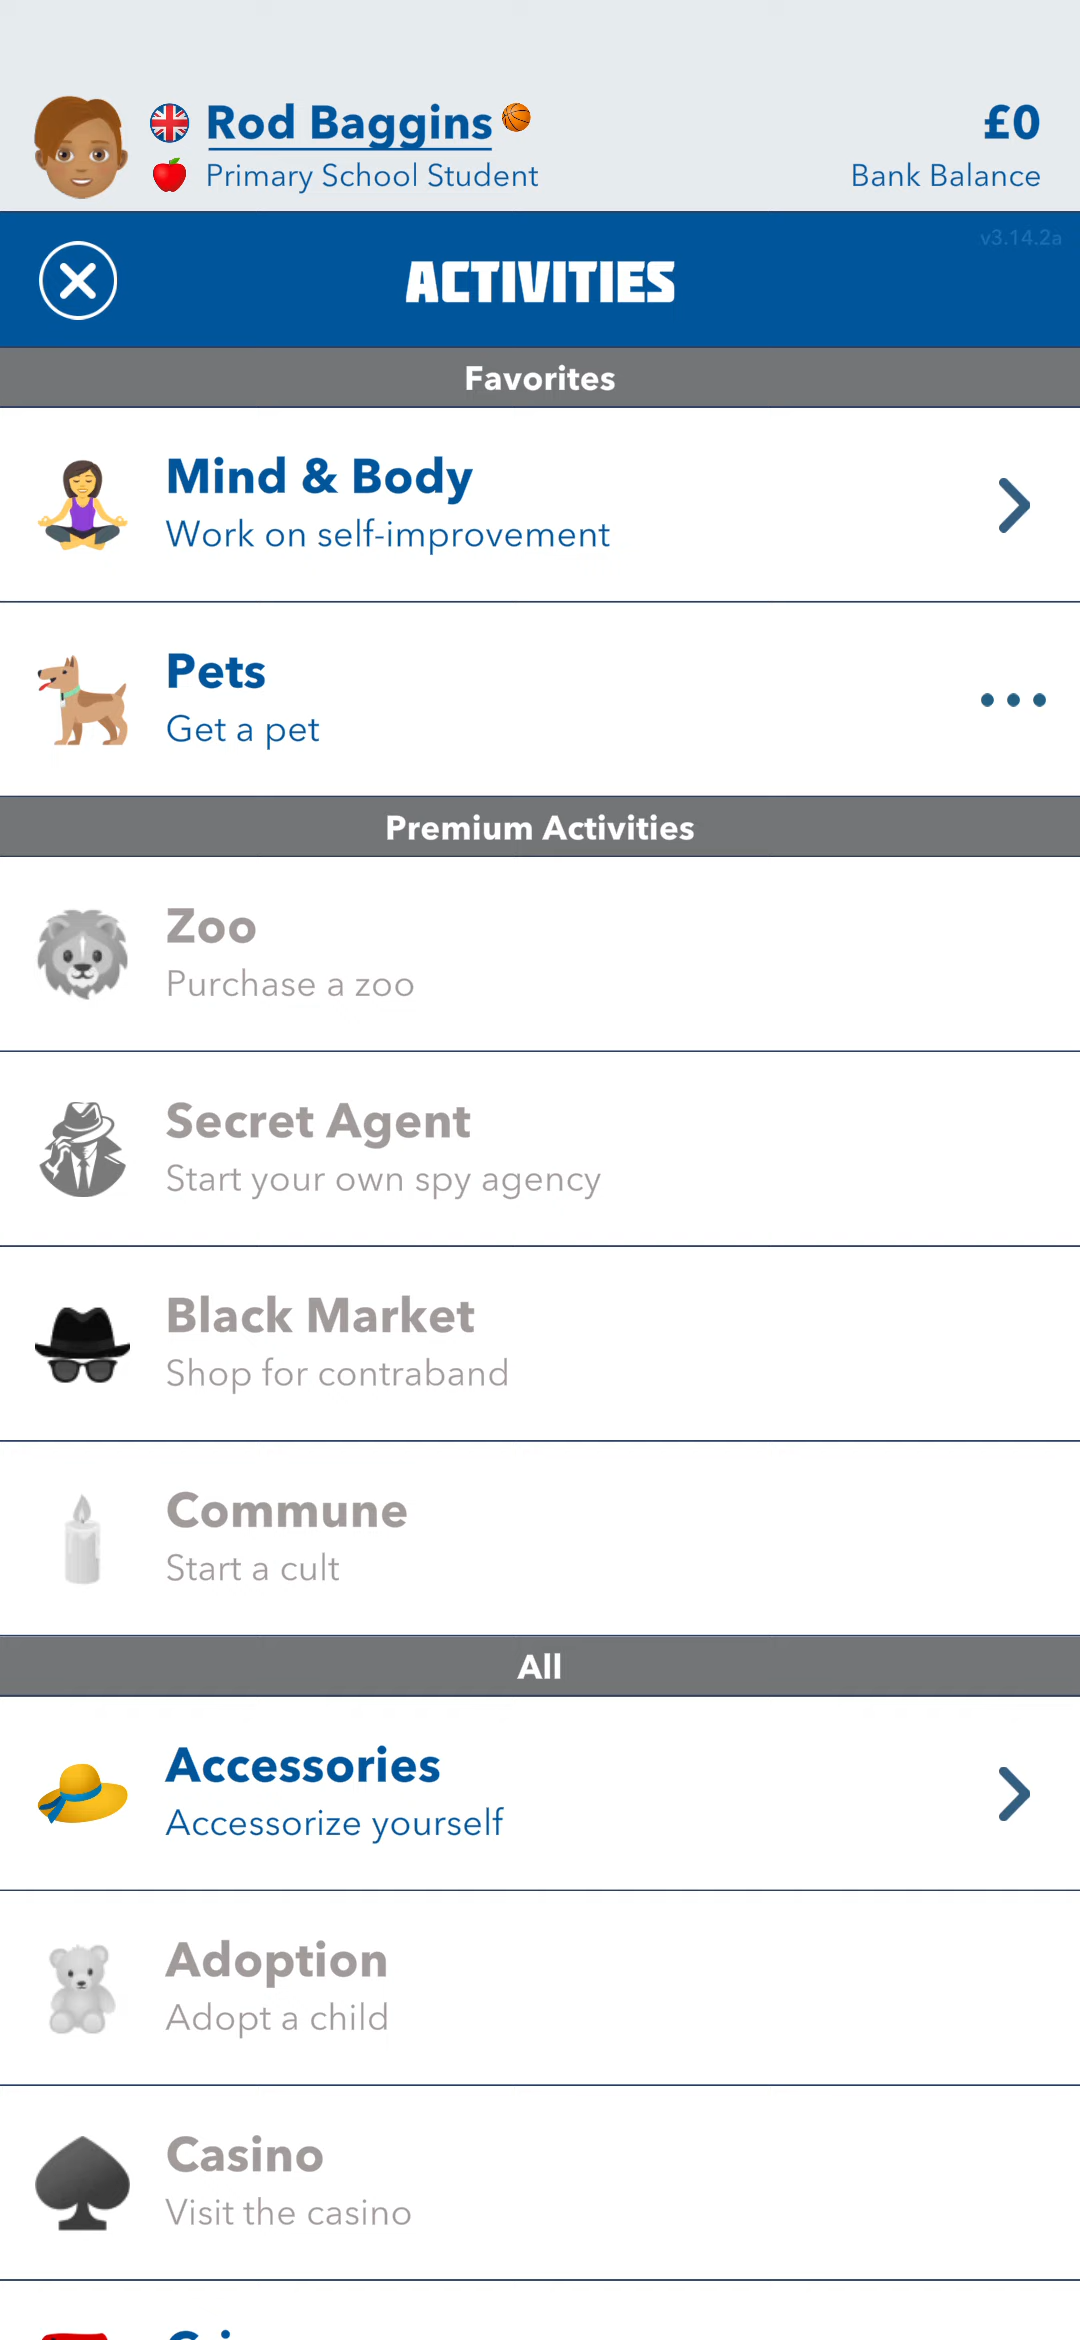 Rod Baggins
£0
Primary School Student
Bank Balance
v3.14.2a
ACTIVITIES
Favorites
Mind & Body
Work on self-improvement
Pets
Get a pet
Premium Activities
Zoo
Purchase a zoo
Secret Agent
Start your own spy agency
Black Market
Shop for contraband
Commune
Start a cult
All
Accessories
Accessorize yourself
Adoption
Adopt a child
Casino
Visit the casino